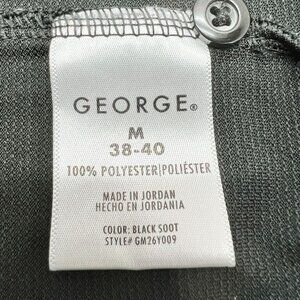 GEORGE®
M
38-40
100% POLYESTER|POLIÉSTER
MADE IN JORDAN
HECHO EN JORDANIA
COLOR: BLACK SOOT
STYLE# GM26Y009